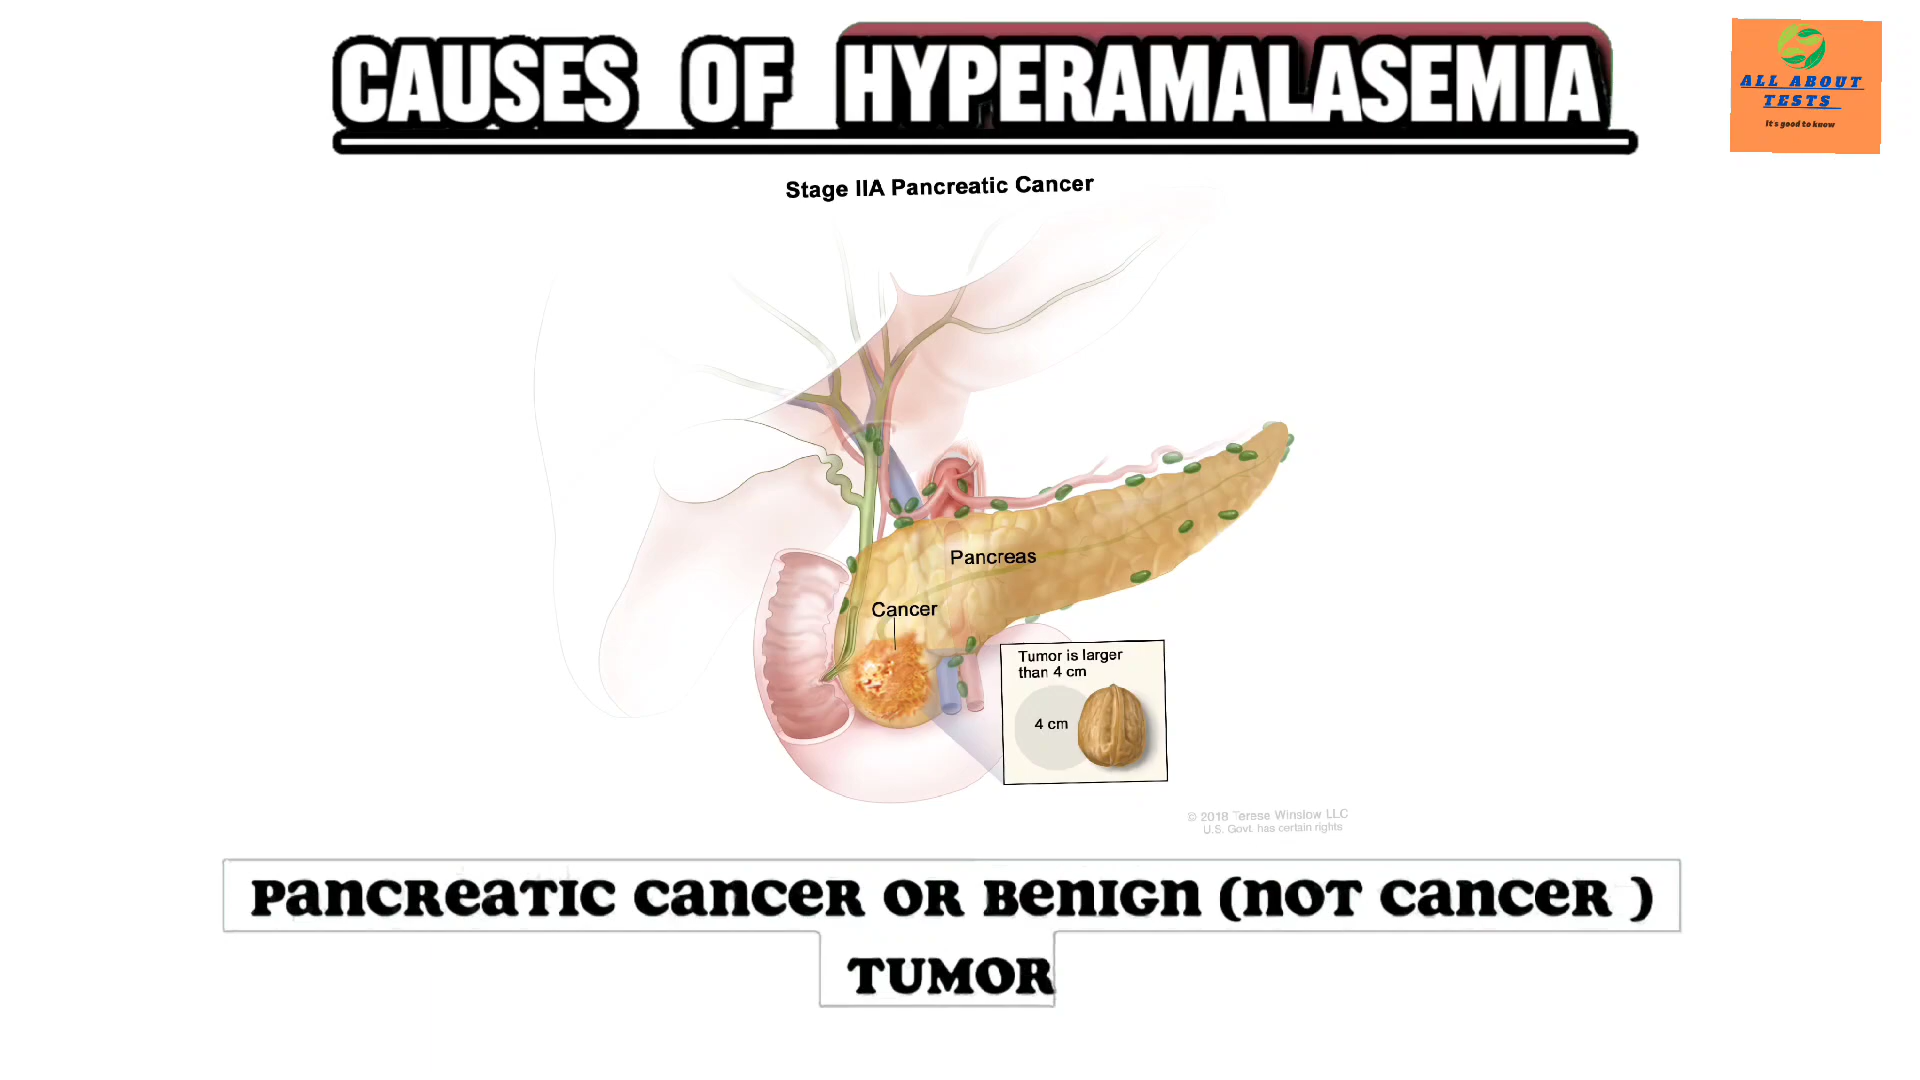 CAUSES OF HYPERAMALASEMIA
ALL ABOUT
TESTS
It's good to know
Stage IIA Pancreatic Cancer
Pancreas
Cancer
Tumor is larger
than 4 cm
4 cm
© 2018 Terese Winslow LLC
U.S. Govt. has certain rights
PANCREATIC CANCER OR BENIGN (NOT CANCER )
TUMOR